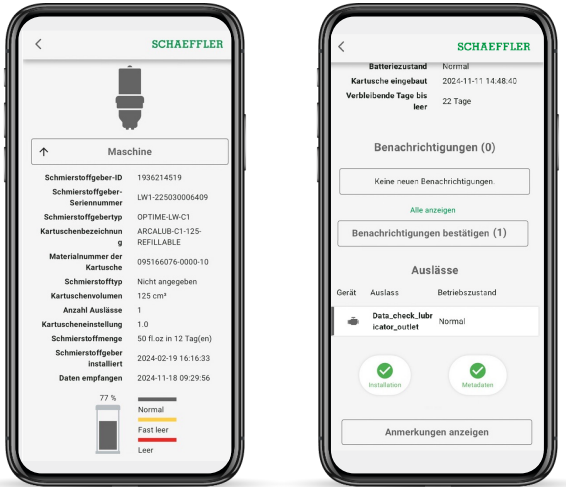 SCHAEFFLER
Maschine
Schmierstoffgeber-ID 1936214519
Schmierstoffgeber-
Seriennummer LW1-225030006409
Schmierstoffgebertyp OPTIME-LW-C1
Kartuschenbezeichnun
g ARCALUB-C1-125-
REFILLABLE
Materialnummer der
Kartusche 095166076-0000-10
Schmierstofftyp Nicht angegeben
Kartuschenvolumen 125 cm³
Anzahl Auslässe 1
Kartuscheneinstellung 1.0
Schmierstoffmenge 50 fl.oz in 12 Tag(en)
Schmierstoffgeber
installiert 2024-02-19 16:16:33
Daten empfangen 2024-11-18 09:29:56
77 %
Normal
Fast leer
Leer
SCHAEFFLER
Batteriezustand Normal
Kartusche eingebaut 2024-11-11 14:48:40
Verbleibende Tage bis
leer 22 Tage
Benachrichtigungen (0)
Keine neuen Benachrichtigungen.
Alle anzeigen
Benachrichtigungen bestätigen (1)
Auslässe
Gerät Auslass Betriebszustand
Data_check_lubr
icator_outlet Normal
Installation Metadaten
Anmerkungen anzeigen